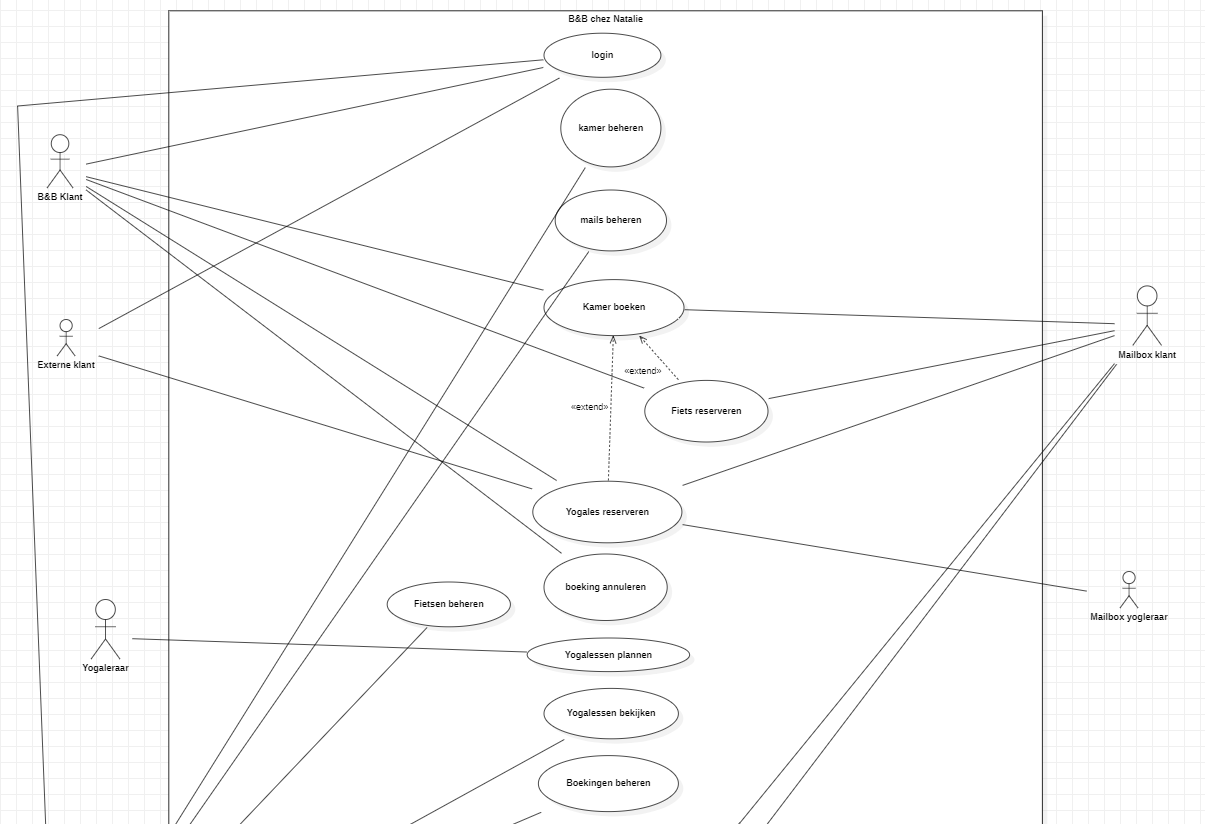 B&B chez Natalie
login
kamer beheren
B&B Klant
mails beheren
Kamer boeken
Externe klant
Mailbox klant
«extend»
«extend»
Fiets reserveren
Yogales reserveren
boeking annuleren
Fietsen beheren
Mailbox yogleraar
Yogaleraar
Yogalessen plannen
Yogalessen bekijken
Boekingen beheren